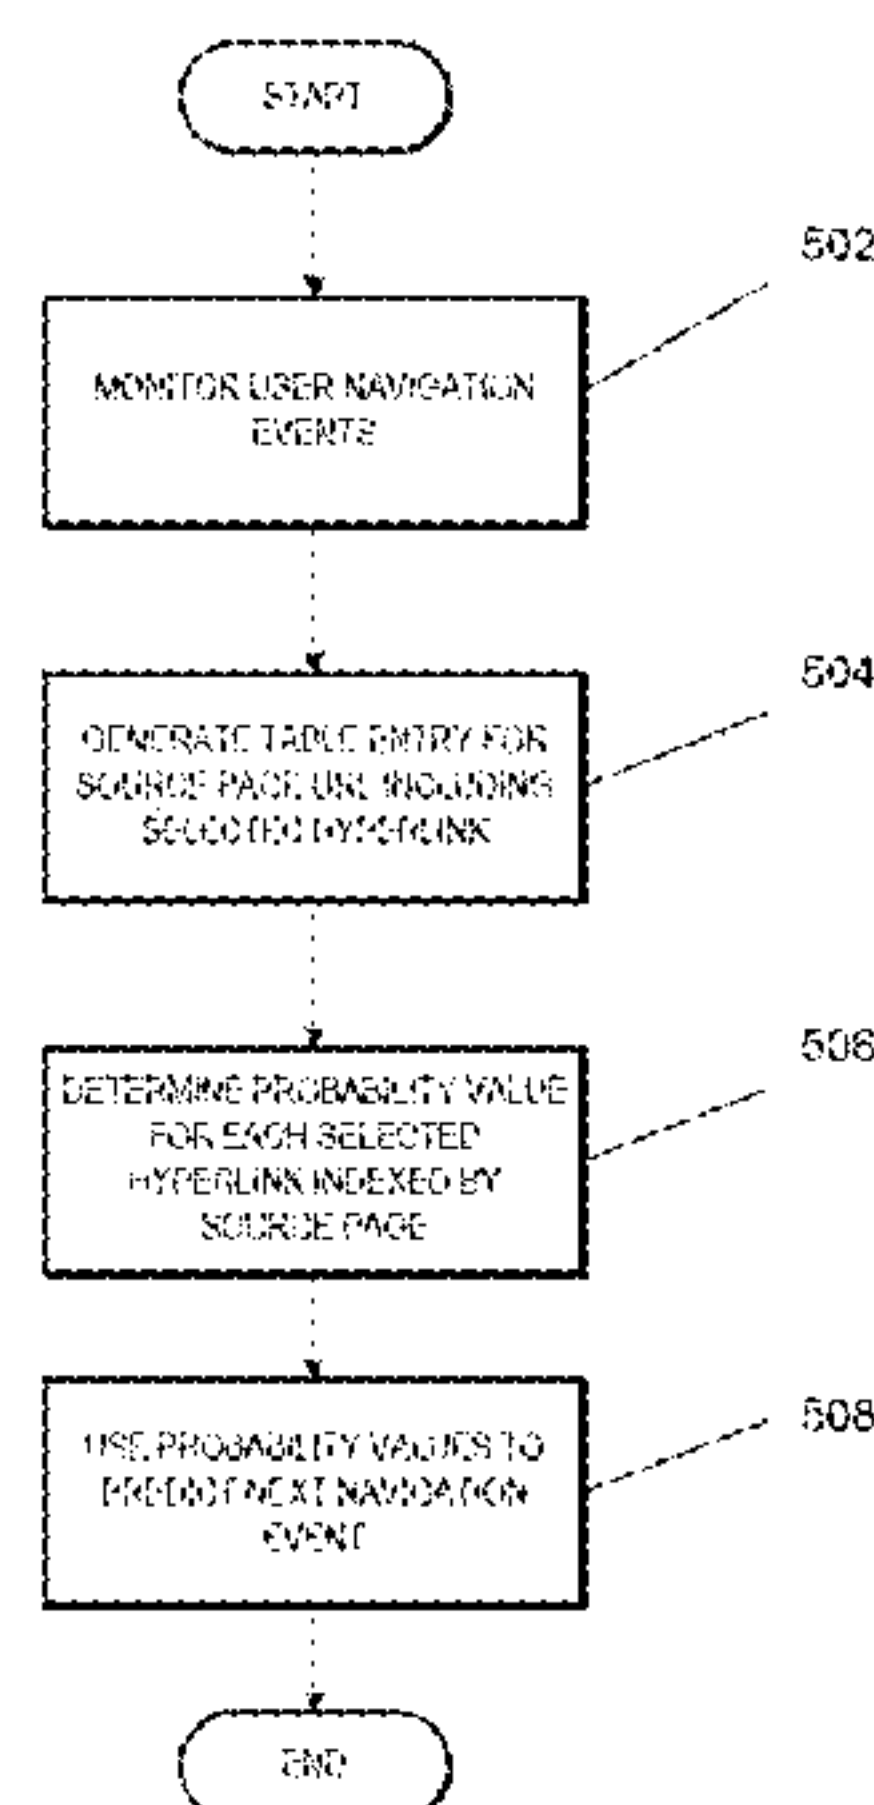 START
502
MONITOR USER NAVIGATION
EVENTS
504
GENERATE TABLE ENTRY FOR
SOURCE PAGE URL INCLUDING
SELECTED HYPERLINK
506
DETERMINE PROBABILITY VALUE
FOR EACH SELECTED
HYPERLINK INDEXED BY
SOURCE PAGE
508
USE PROBABILITY VALUES TO
PREDICT NEXT NAVIGATION
EVENT
END